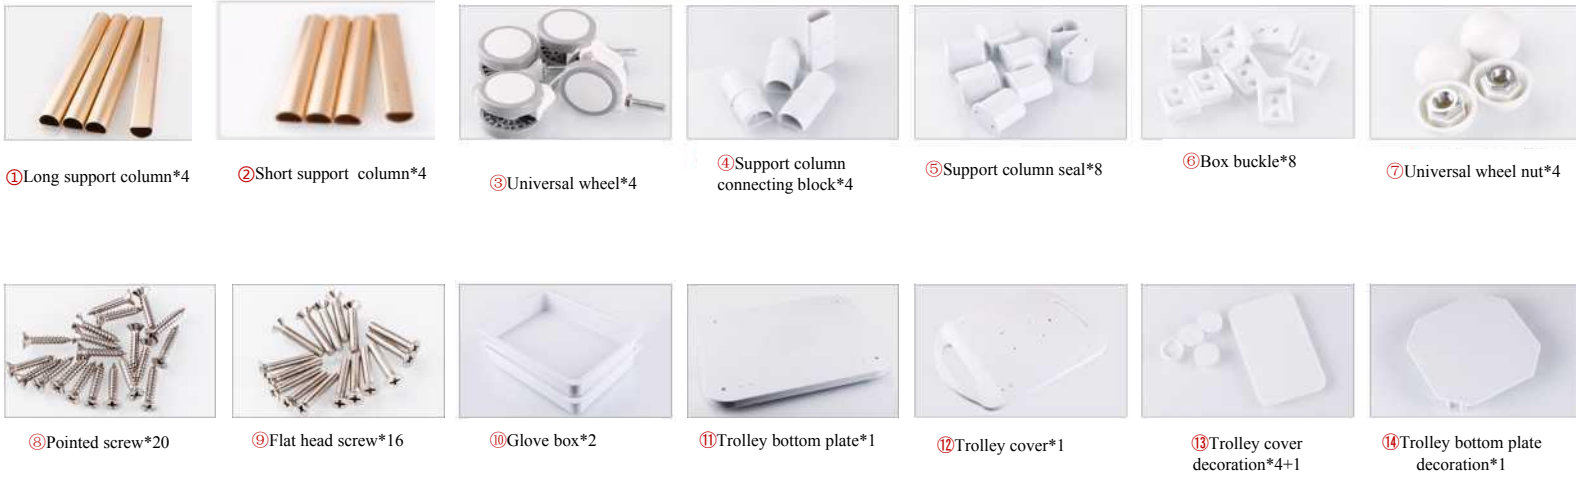 ①Long support column*4
②Short support column*4
③Universal wheel*4
④Support column
connecting block*4
⑤Support column seal*8
⑥Box buckle*8
⑦Universal wheel nut*4
⑧Pointed screw*20
⑨Flat head screw*16
⑩Glove box*2
⑪Trolley bottom plate*1
⑫Trolley cover*1
⑬Trolley cover
decoration*4+1
⑭Trolley bottom plate
decoration*1